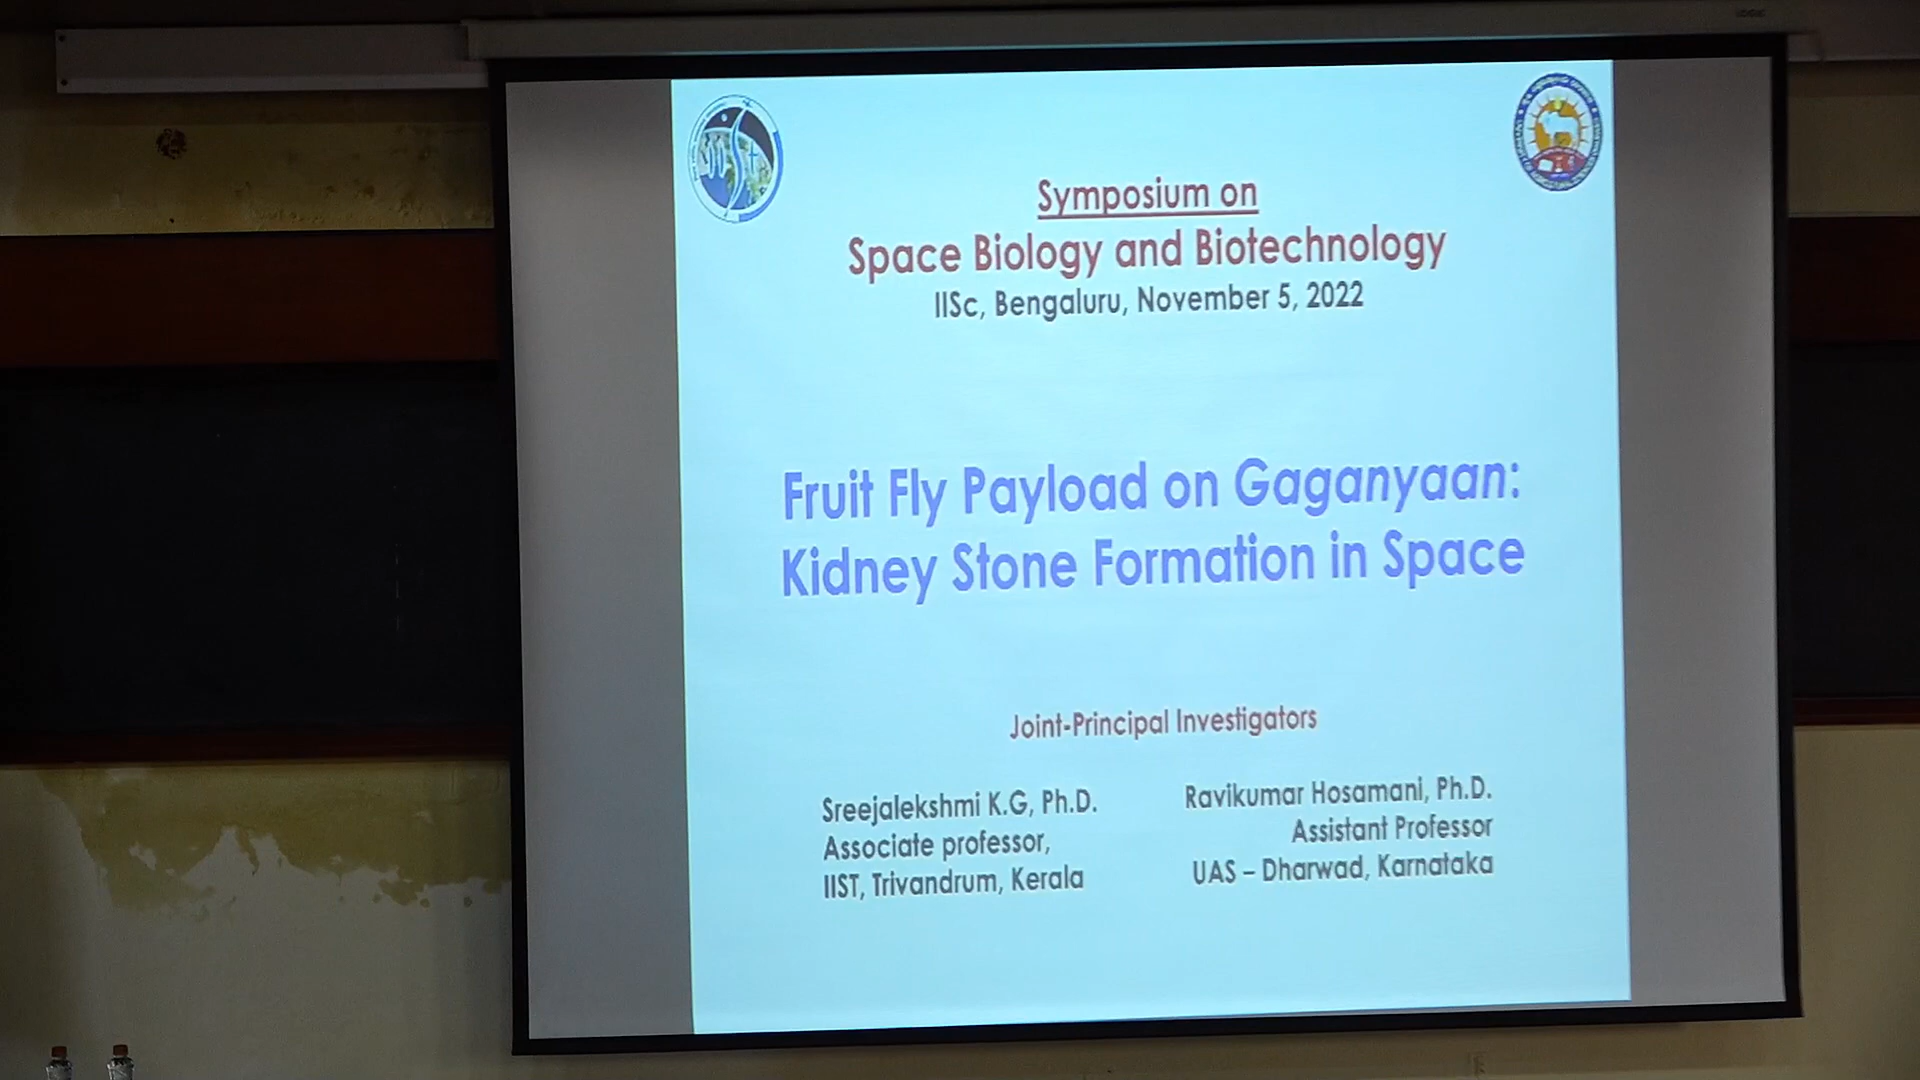 Symposium on
Space Biology and Biotechnology
IISc, Bengaluru, November 5, 2022
Fruit Fly Payload on Gaganyaan:
Kidney Stone Formation in Space
Joint-Principal Investigators
Sreejalekshmi K.G, Ph.D.
Associate professor,
IIST, Trivandrum, Kerala
Ravikumar Hosamani, Ph.D.
Assistant Professor
UAS – Dharwad, Karnataka